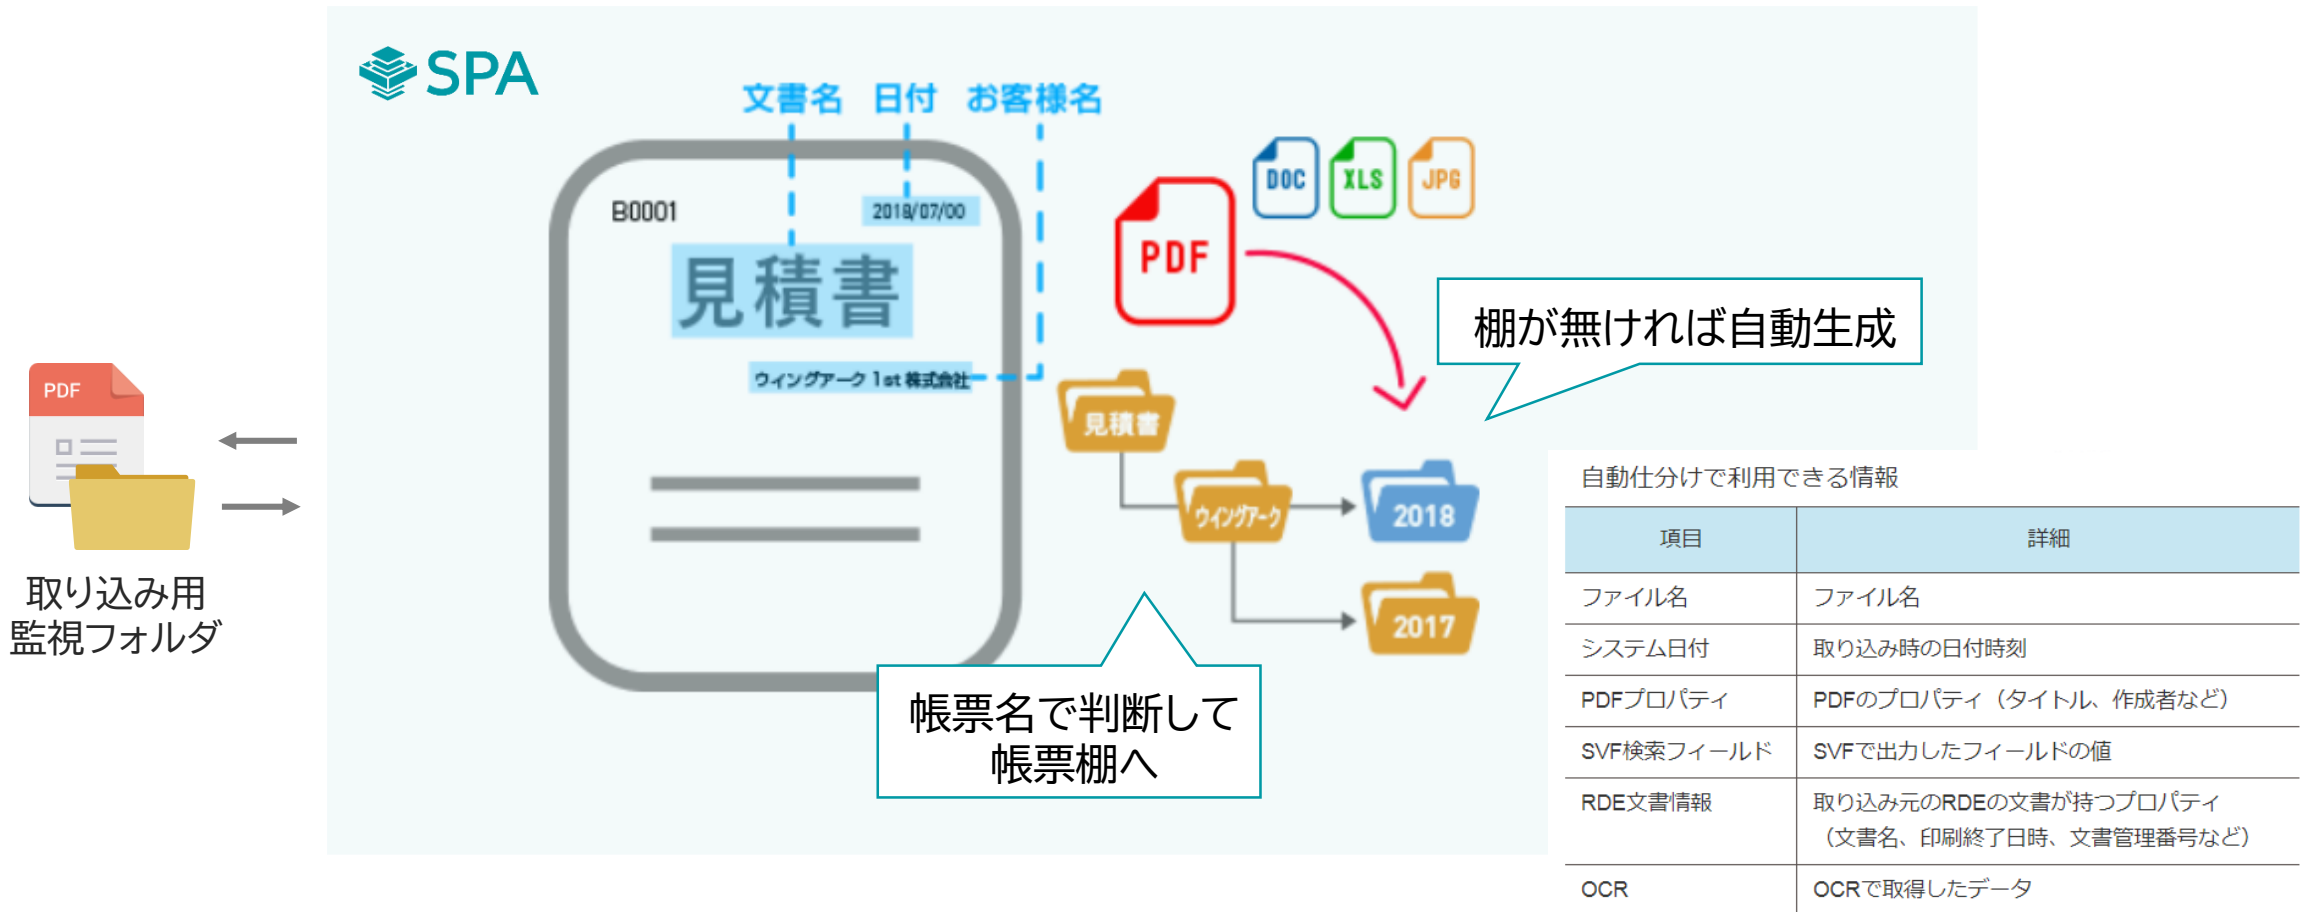 SPA
文書名 日付 お客様名
B0001
2018/07/00
見積書
ウイングアーク 1st 株式会社
PDF
DOC
XLS
JPG
棚が無ければ自動生成
見積書
ウイングアーク
2018
2017
帳票名で判断して
帳票棚へ
PDF
取り込み用
監視フォルダ
自動仕分けで利用できる情報
項目 詳細
ファイル名 ファイル名
システム日付 取り込み時の日付時刻
PDFプロパティ PDFのプロパティ（タイトル、作成者など）
SVF検索フィールド SVFで出力したフィールドの値
RDE文書情報 取り込み元のRDEの文書が持つプロパティ
（文書名、印刷終了日時、文書管理番号など）
OCR OCRで取得したデータ